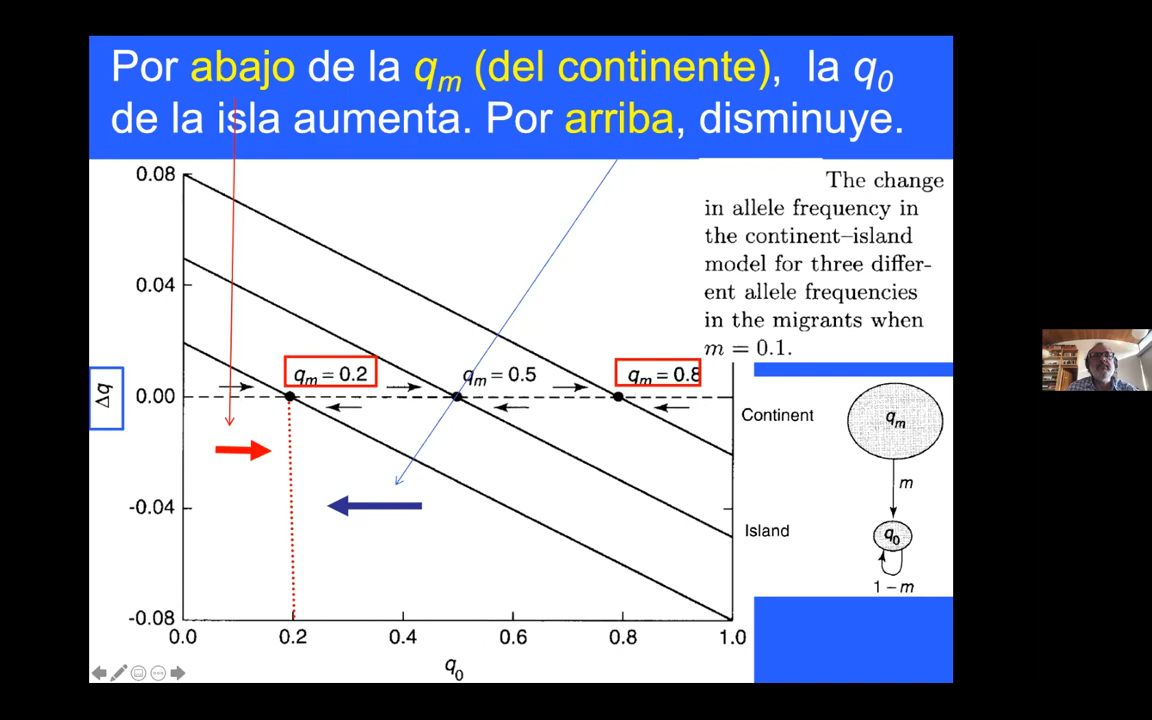 Por abajo de la qm (del continente), la q0
de la isla aumenta. Por arriba, disminuye.
The change
in allele frequency in
the continent–island
model for three differ-
ent allele frequencies
in the migrants when
m = 0.1.
0.08
0.04
0.00
-0.04
-0.08
Δq
qm = 0.2
qm = 0.5
qm = 0.8
0.0
0.2
0.4
0.6
0.8
1.0
q0
Continent
qm
m
Island
q0
1 – m